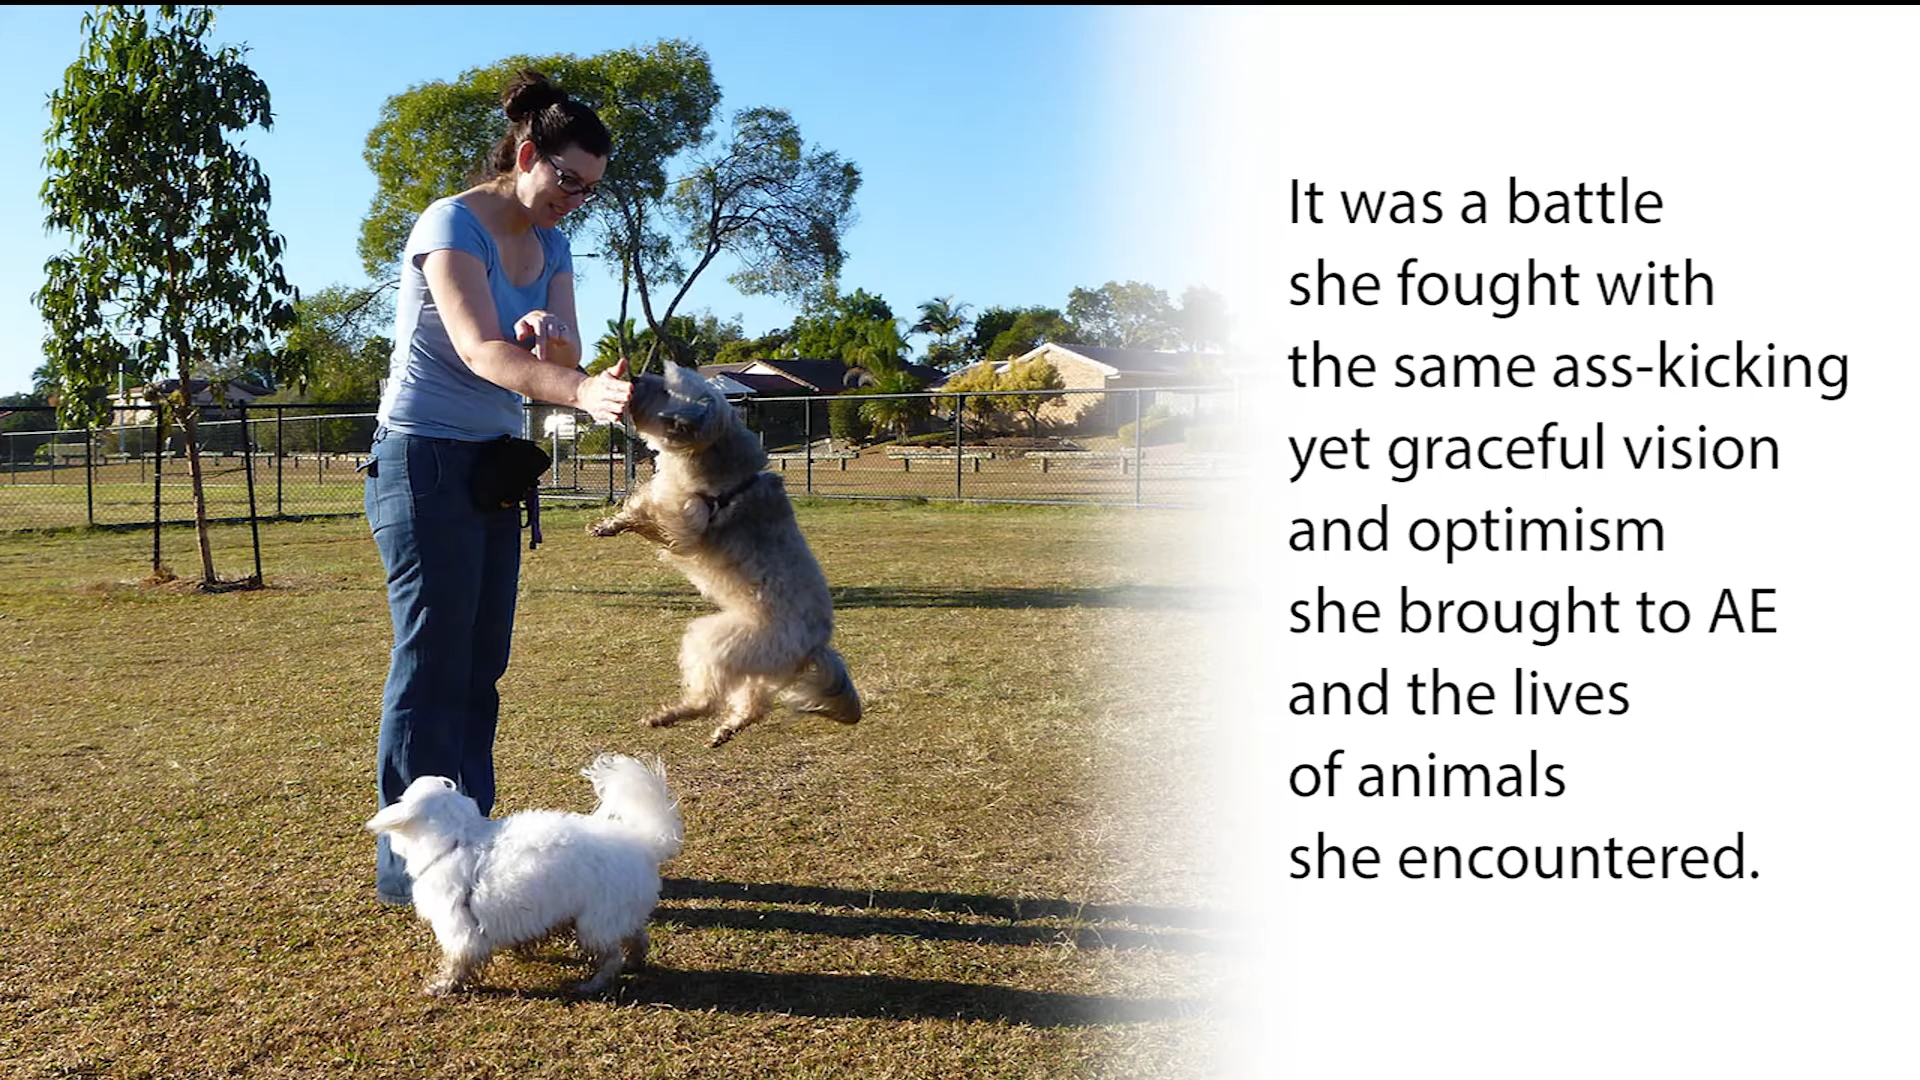 It was a battle
she fought with
the same ass-kicking
yet graceful vision
and optimism
she brought to AE
and the lives
of animals
she encountered.